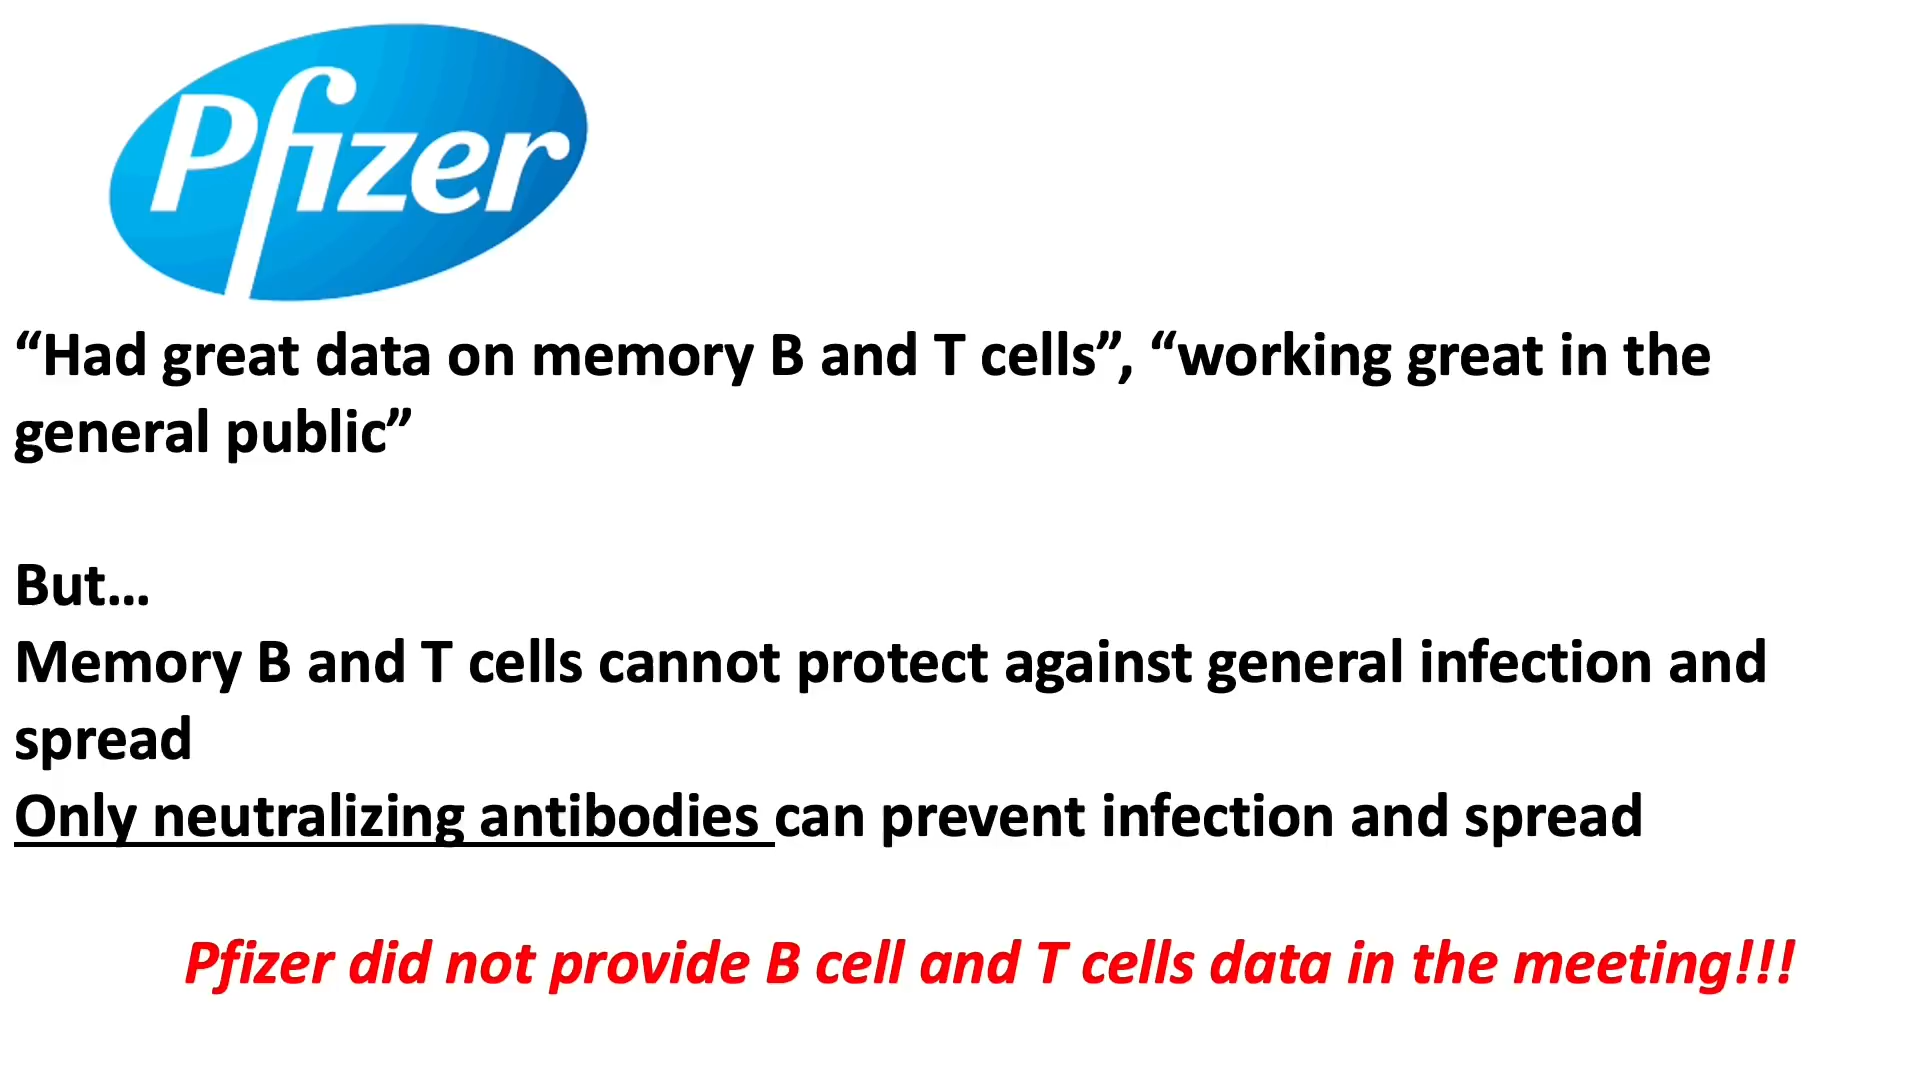 Pfizer
“Had great data on memory B and T cells”, “working great in the
general public”
But…
Memory B and T cells cannot protect against general infection and
spread
Only neutralizing antibodies can prevent infection and spread
Pfizer did not provide B cell and T cells data in the meeting!!!